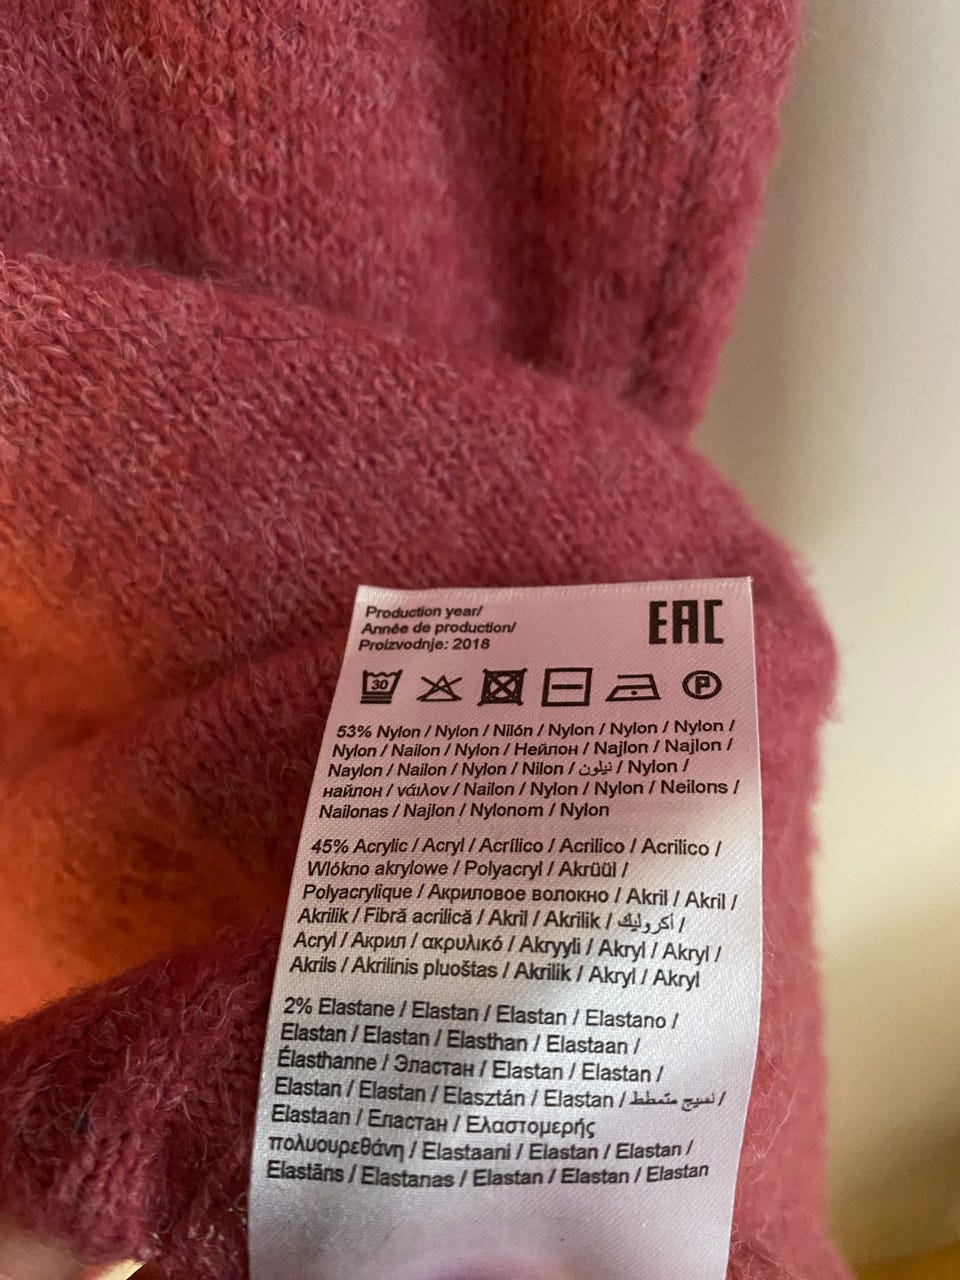 Production year/
Année de production/
Proizvodnje: 2018
EAC
30
P
53% Nylon / Nylon / Nilón / Nylon / Nylon / Nylon /
Nylon / Nailon / Nylon / Нейлон / Najlon / Najlon /
Naylon / Nailon / Nylon / Nilon / نيلون / Nylon /
найлон / νάιλον / Nailon / Nylon / Nylon / Neilons /
Nailonas / Najlon / Nylonom / Nylon
45% Acrylic / Acryl / Acrílico / Acrilico / Acrilico /
Wlókno akrylowe / Polyacryl / Akrüül /
Polyacrylique / Акриловое волокно / Akril / Akril /
Akrilik / Fibră acrilică / Akril / Akrilik / أكروليك /
Acryl / Акрил / ακρυλικό / Akryyli / Akryl / Akryl /
Akrils / Akrilinis pluoštas / Akrilik / Akryl / Akryl
2% Elastane / Elastan / Elastan / Elastano /
Elastan / Elastan / Elasthan / Elastaan /
Élasthanne / Эластан / Elastan / Elastan /
Elastan / Elastan / Elasztán / Elastan / نسيج متمطط /
Elastaan / Еластан / Ελαστομερής
πολυουρεθάνη / Elastaani / Elastan / Elastan /
Elastāns / Elastanas / Elastan / Elastan / Elastan